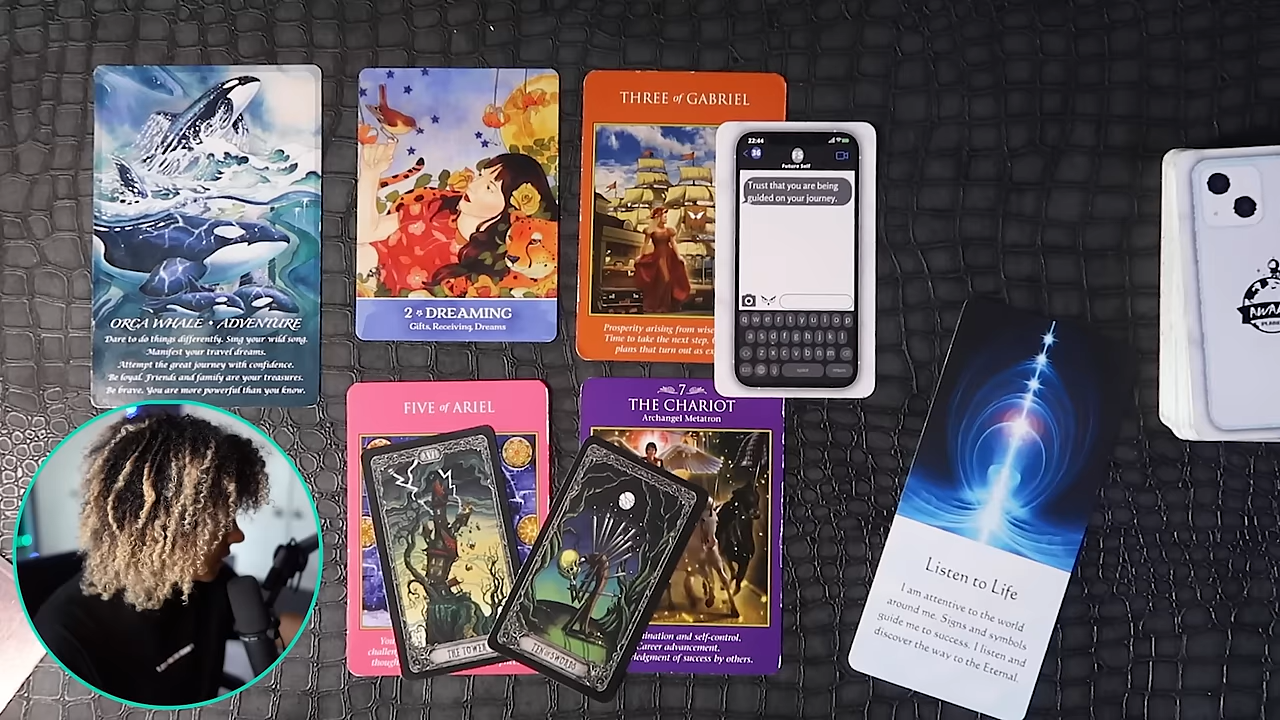 ORCA WHALE • ADVENTURE
Dare to do things differently. Sing your wild song.
Manifest your travel dreams.
Attempt the great journey with confidence.
Be loyal. Friends and family are your treasures.
Be brave. You are more powerful than you know.
2 DREAMING
Gifts, Receiving, Dreams
THREE of GABRIEL
Prosperity arising from wise
Time to take the next step.
plans that turn out as
22:44
36
Future Self
Trust that you are being
guided on your journey.
q w e r t y u i o p
a d f g h j k l
z x c v b n m
FIVE of ARIEL
XVI
THE TOWER
TEN OF SWORDS
7
THE CHARIOT
Archangel Metatron
and self-control.
Career advancement.
of success by others.
Listen to Life
I am attentive to the world
around me. Signs and symbols
guide me to success. I listen and
discover the way to the Eternal.